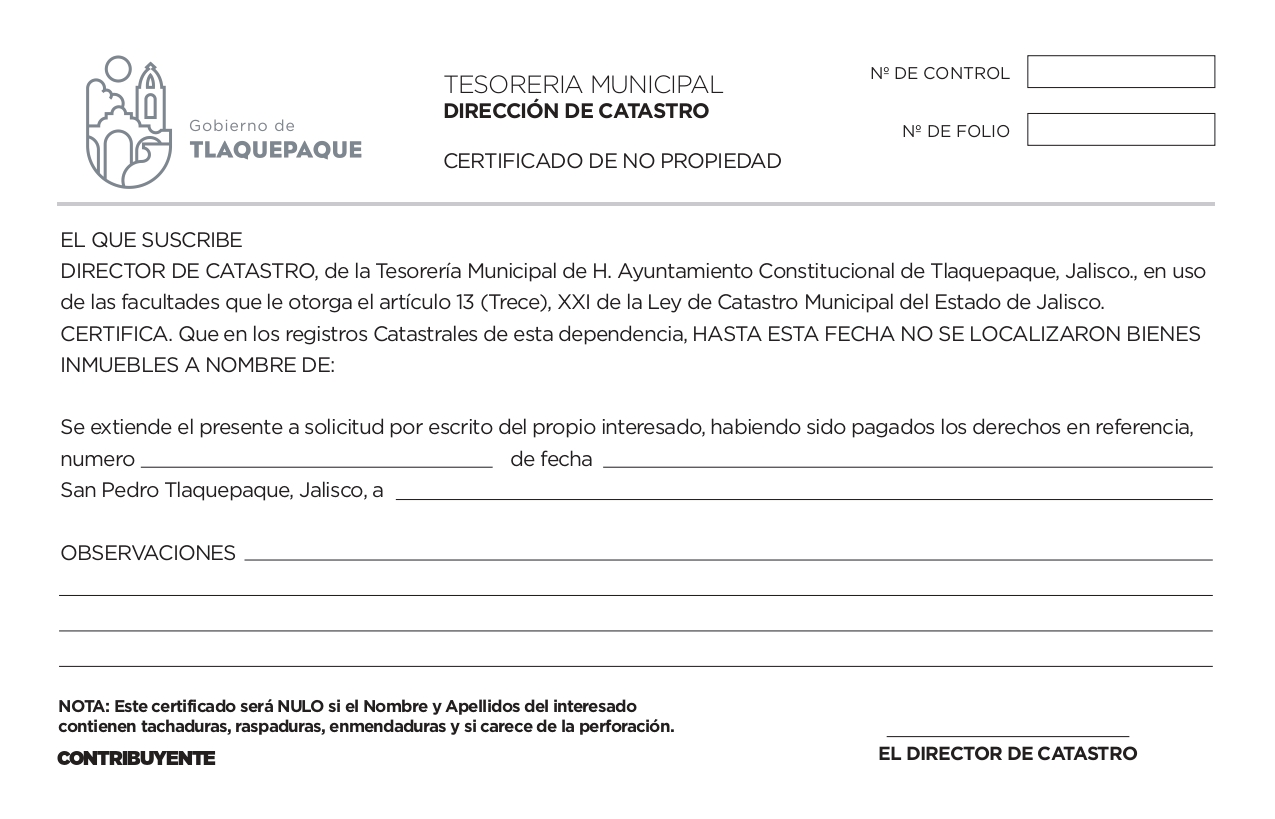 Gobierno de
TLAQUEPAQUE
TESORERIA MUNICIPAL
DIRECCIÓN DE CATASTRO
CERTIFICADO DE NO PROPIEDAD
Nº DE CONTROL
Nº DE FOLIO
EL QUE SUSCRIBE
DIRECTOR DE CATASTRO, de la Tesorería Municipal de H. Ayuntamiento Constitucional de Tlaquepaque, Jalisco., en uso
de las facultades que le otorga el artículo 13 (Trece), XXI de la Ley de Catastro Municipal del Estado de Jalisco.
CERTIFICA. Que en los registros Catastrales de esta dependencia, HASTA ESTA FECHA NO SE LOCALIZARON BIENES
INMUEBLES A NOMBRE DE:
Se extiende el presente a solicitud por escrito del propio interesado, habiendo sido pagados los derechos en referencia,
numero de fecha
San Pedro Tlaquepaque, Jalisco, a
OBSERVACIONES
NOTA: Este certificado será NULO si el Nombre y Apellidos del interesado
contienen tachaduras, raspaduras, enmendaduras y si carece de la perforación.
CONTRIBUYENTE
EL DIRECTOR DE CATASTRO